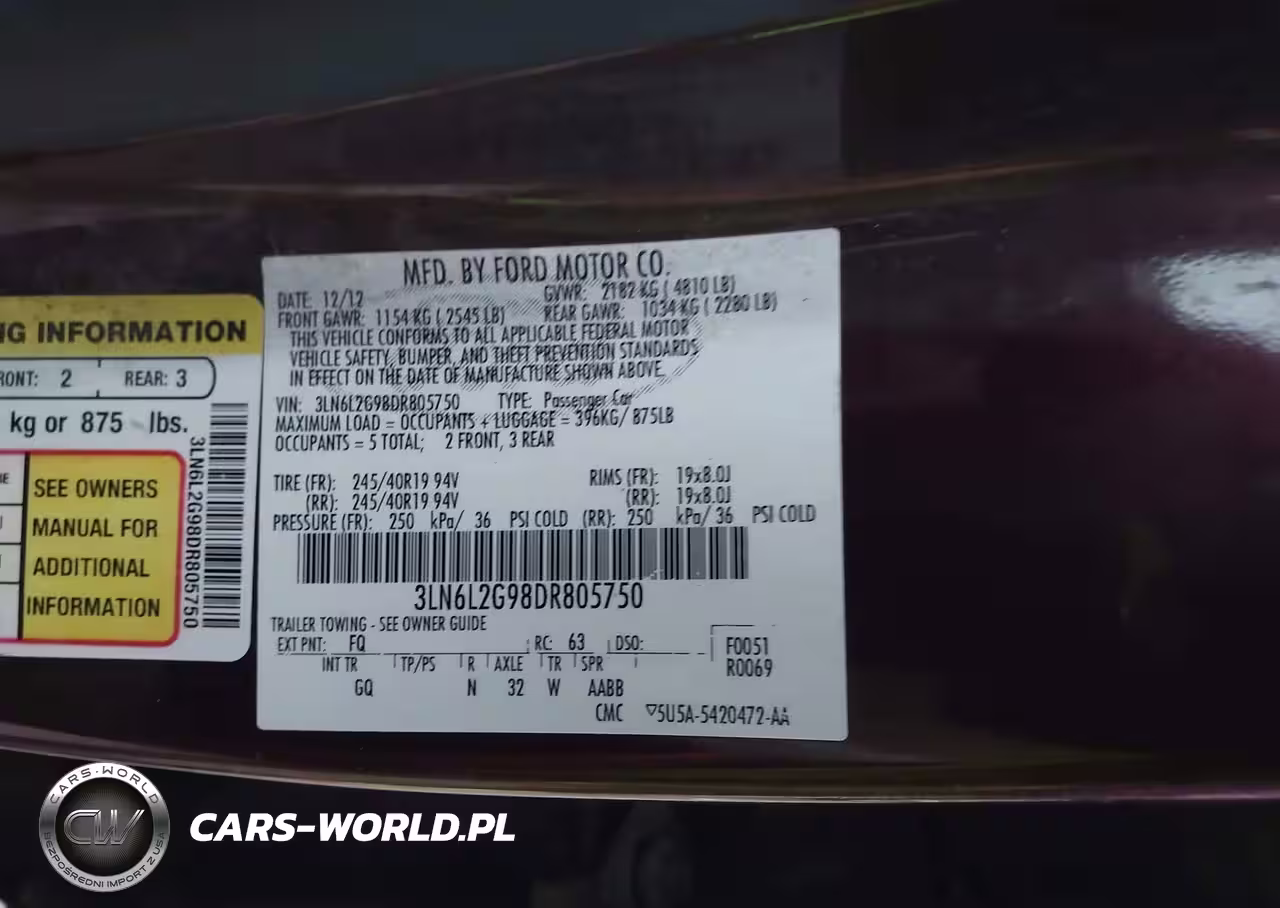 NG INFORMATION
RONT: 2 REAR: 3
kg or 875 lbs.
SEE OWNERS
MANUAL FOR
ADDITIONAL
INFORMATION
3LN6L2G98DR805750
MFD. BY FORD MOTOR CO.
DATE: 12/12 GVWR: 2182 KG ( 4810 LB)
FRONT GAWR: 1154 KG ( 2545 LB) REAR GAWR: 1034 KG ( 2280 LB)
THIS VEHICLE CONFORMS TO ALL APPLICABLE FEDERAL MOTOR
VEHICLE SAFETY, BUMPER, AND THEFT PREVENTION STANDARDS
IN EFFECT ON THE DATE OF MANUFACTURE SHOWN ABOVE.
VIN: 3LN6L2G98DR805750 TYPE: Passenger Car
MAXIMUM LOAD = OCCUPANTS + LUGGAGE = 396KG/ 875LB
OCCUPANTS = 5 TOTAL; 2 FRONT, 3 REAR
TIRE (FR): 245/40R19 94V RIMS (FR): 19x8.0J
(RR): 245/40R19 94V (RR): 19x8.0J
PRESSURE (FR): 250 kPa/ 36 PSI COLD (RR): 250 kPa/ 36 PSI COLD
3LN6L2G98DR805750
TRAILER TOWING - SEE OWNER GUIDE
EXT PNT: FQ RC: 63 DSO: F0051
INT TR TP/PS R AXLE TR SPR R0069
GQ N 32 W AABB
CMC ▽5U5A-5420472-AA
CARS-WORLD
CW
BEZPOŚREDNI IMPORT Z USA
CARS-WORLD.PL